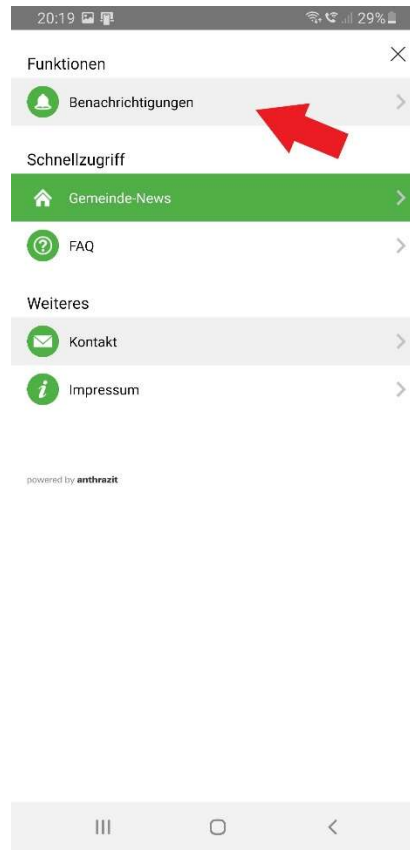 20:19 29%
Funktionen
Benachrichtigungen
Schnellzugriff
Gemeinde-News
FAQ
Weiteres
Kontakt
Impressum
powered by anthrazit